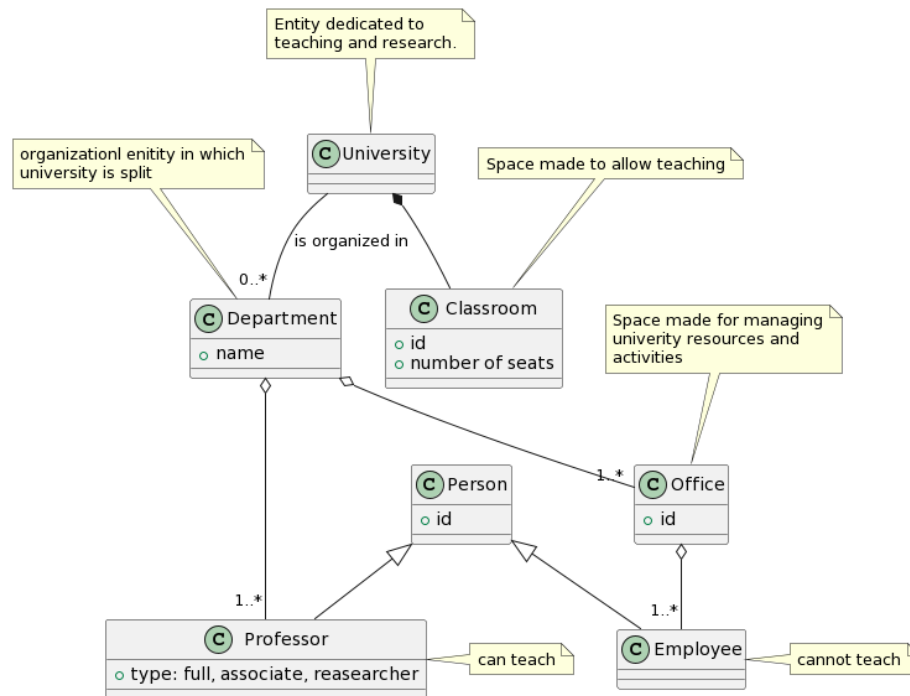 Entity dedicated to
teaching and research.
organizationl enitity in which
university is split
C University
Space made to allow teaching
is organized in
0..*
C Department
name
C Classroom
id
number of seats
Space made for managing
univerity resources and
activities
C Person
id
1..*
C Office
id
1..*
1..*
C Professor
type: full, associate, reasearcher
can teach
C Employee
cannot teach